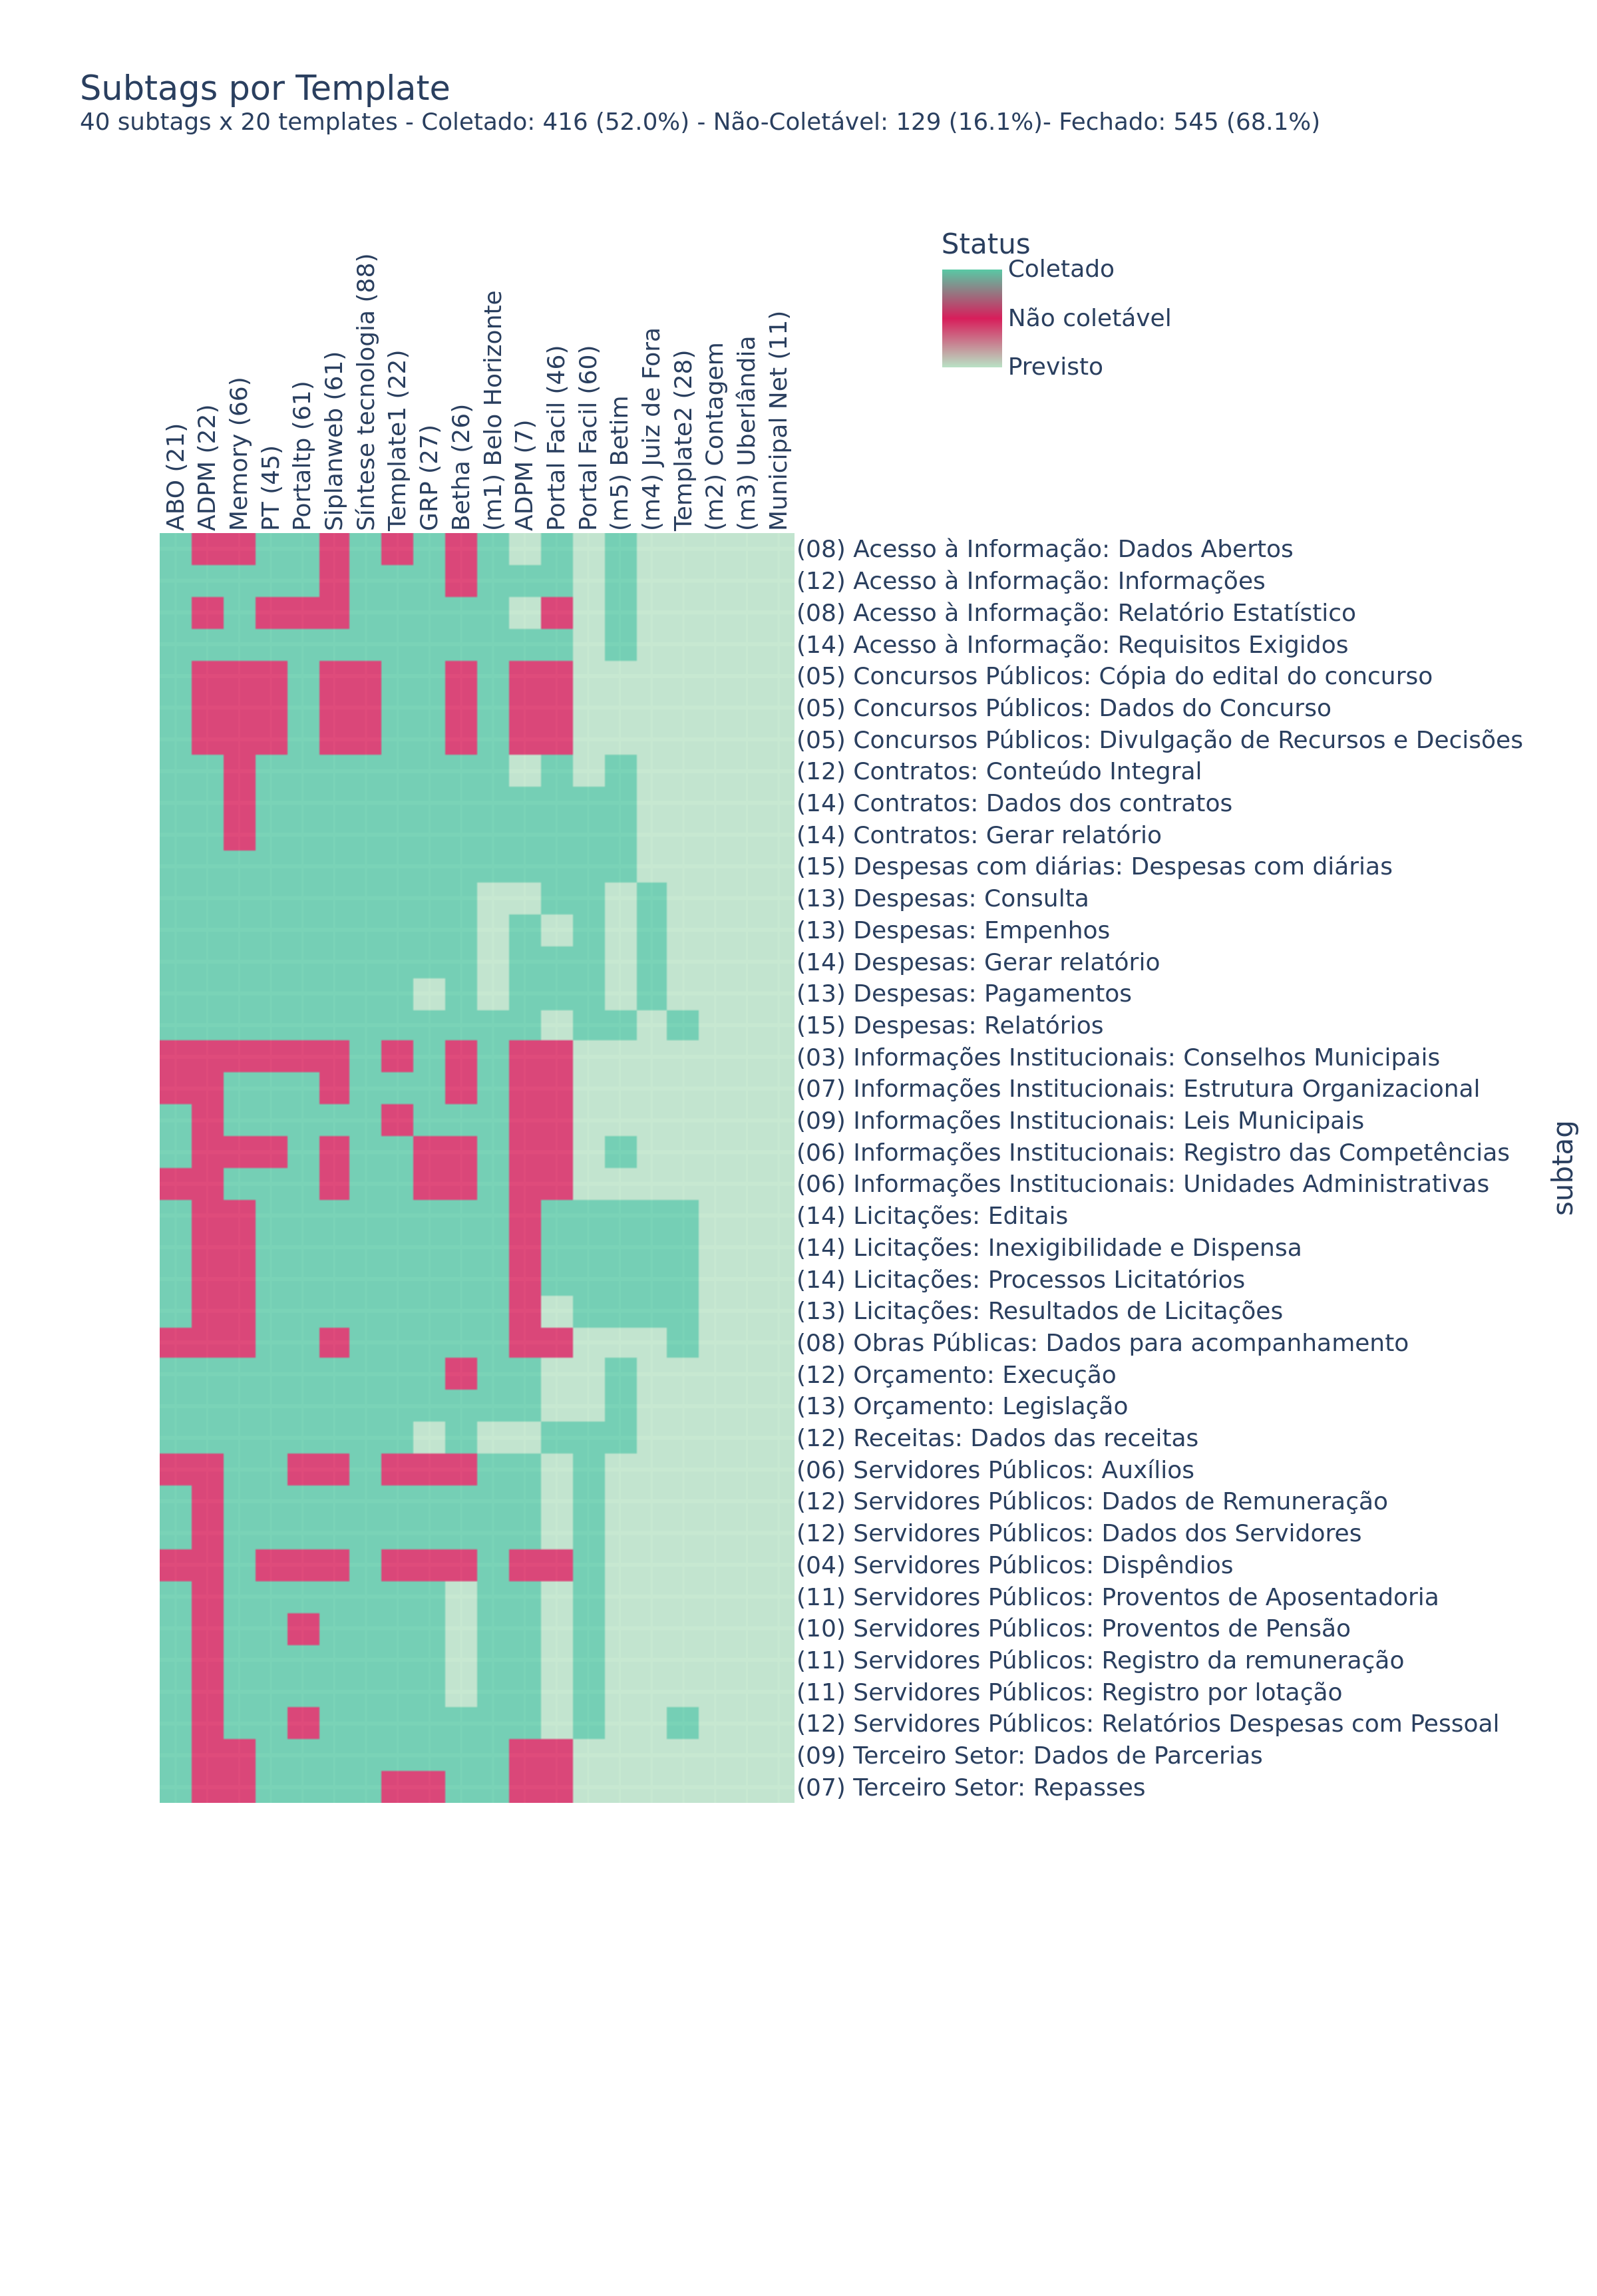 Subtags por Template
40 subtags x 20 templates - Coletado: 416 (52.0%) - Não-Coletável: 129 (16.1%)- Fechado: 545 (68.1%)
Status
Coletado
Não coletável
Previsto
ABO (21)
ADPM (22)
Memory (66)
PT (45)
Portaltp (61)
Siplanweb (61)
Síntese tecnologia (88)
Template1 (22)
GRP (27)
Betha (26)
(m1) Belo Horizonte
ADPM (7)
Portal Facil (46)
Portal Facil (60)
(m5) Betim
(m4) Juiz de Fora
Template2 (28)
(m2) Contagem
(m3) Uberlândia
Municipal Net (11)
(08) Acesso à Informação: Dados Abertos
(12) Acesso à Informação: Informações
(08) Acesso à Informação: Relatório Estatístico
(14) Acesso à Informação: Requisitos Exigidos
(05) Concursos Públicos: Cópia do edital do concurso
(05) Concursos Públicos: Dados do Concurso
(05) Concursos Públicos: Divulgação de Recursos e Decisões
(12) Contratos: Conteúdo Integral
(14) Contratos: Dados dos contratos
(14) Contratos: Gerar relatório
(15) Despesas com diárias: Despesas com diárias
(13) Despesas: Consulta
(13) Despesas: Empenhos
(14) Despesas: Gerar relatório
(13) Despesas: Pagamentos
(15) Despesas: Relatórios
(03) Informações Institucionais: Conselhos Municipais
(07) Informações Institucionais: Estrutura Organizacional
(09) Informações Institucionais: Leis Municipais
(06) Informações Institucionais: Registro das Competências
(06) Informações Institucionais: Unidades Administrativas
(14) Licitações: Editais
(14) Licitações: Inexigibilidade e Dispensa
(14) Licitações: Processos Licitatórios
(13) Licitações: Resultados de Licitações
(08) Obras Públicas: Dados para acompanhamento
(12) Orçamento: Execução
(13) Orçamento: Legislação
(12) Receitas: Dados das receitas
(06) Servidores Públicos: Auxílios
(12) Servidores Públicos: Dados de Remuneração
(12) Servidores Públicos: Dados dos Servidores
(04) Servidores Públicos: Dispêndios
(11) Servidores Públicos: Proventos de Aposentadoria
(10) Servidores Públicos: Proventos de Pensão
(11) Servidores Públicos: Registro da remuneração
(11) Servidores Públicos: Registro por lotação
(12) Servidores Públicos: Relatórios Despesas com Pessoal
(09) Terceiro Setor: Dados de Parcerias
(07) Terceiro Setor: Repasses
subtag